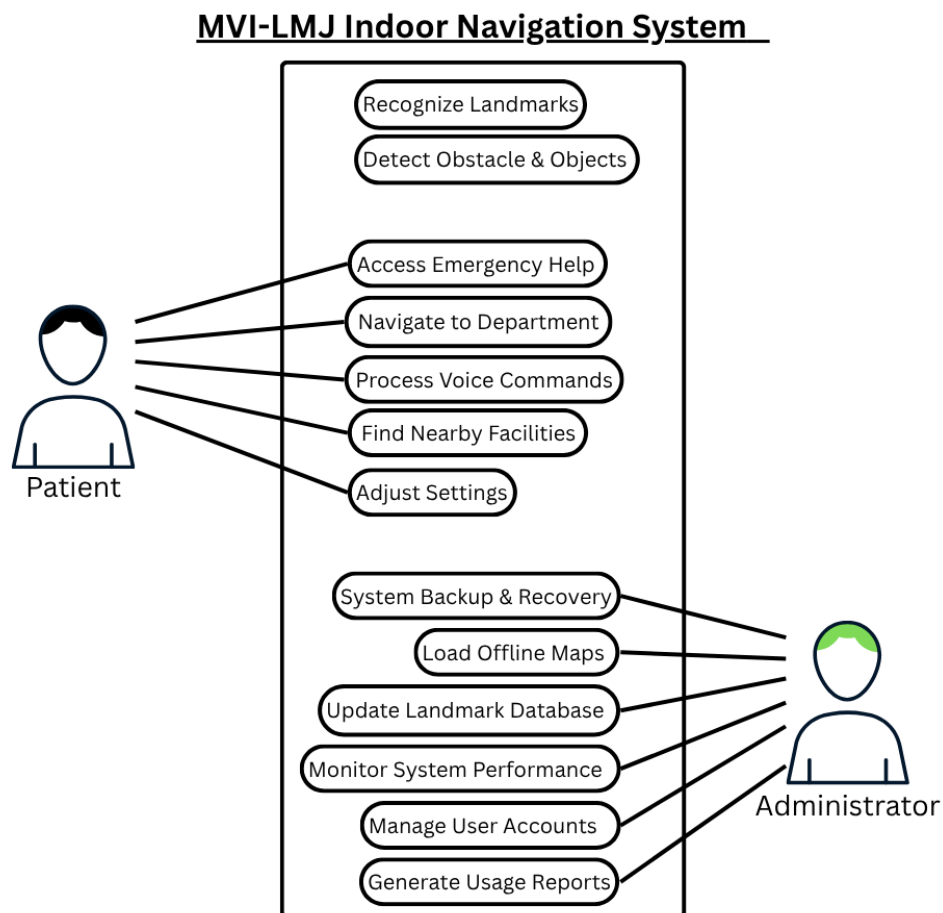 MVI-LMJ Indoor Navigation System
Recognize Landmarks
Detect Obstacle & Objects
Access Emergency Help
Navigate to Department
Process Voice Commands
Find Nearby Facilities
Adjust Settings
Patient
System Backup & Recovery
Load Offline Maps
Update Landmark Database
Monitor System Performance
Manage User Accounts
Generate Usage Reports
Administrator